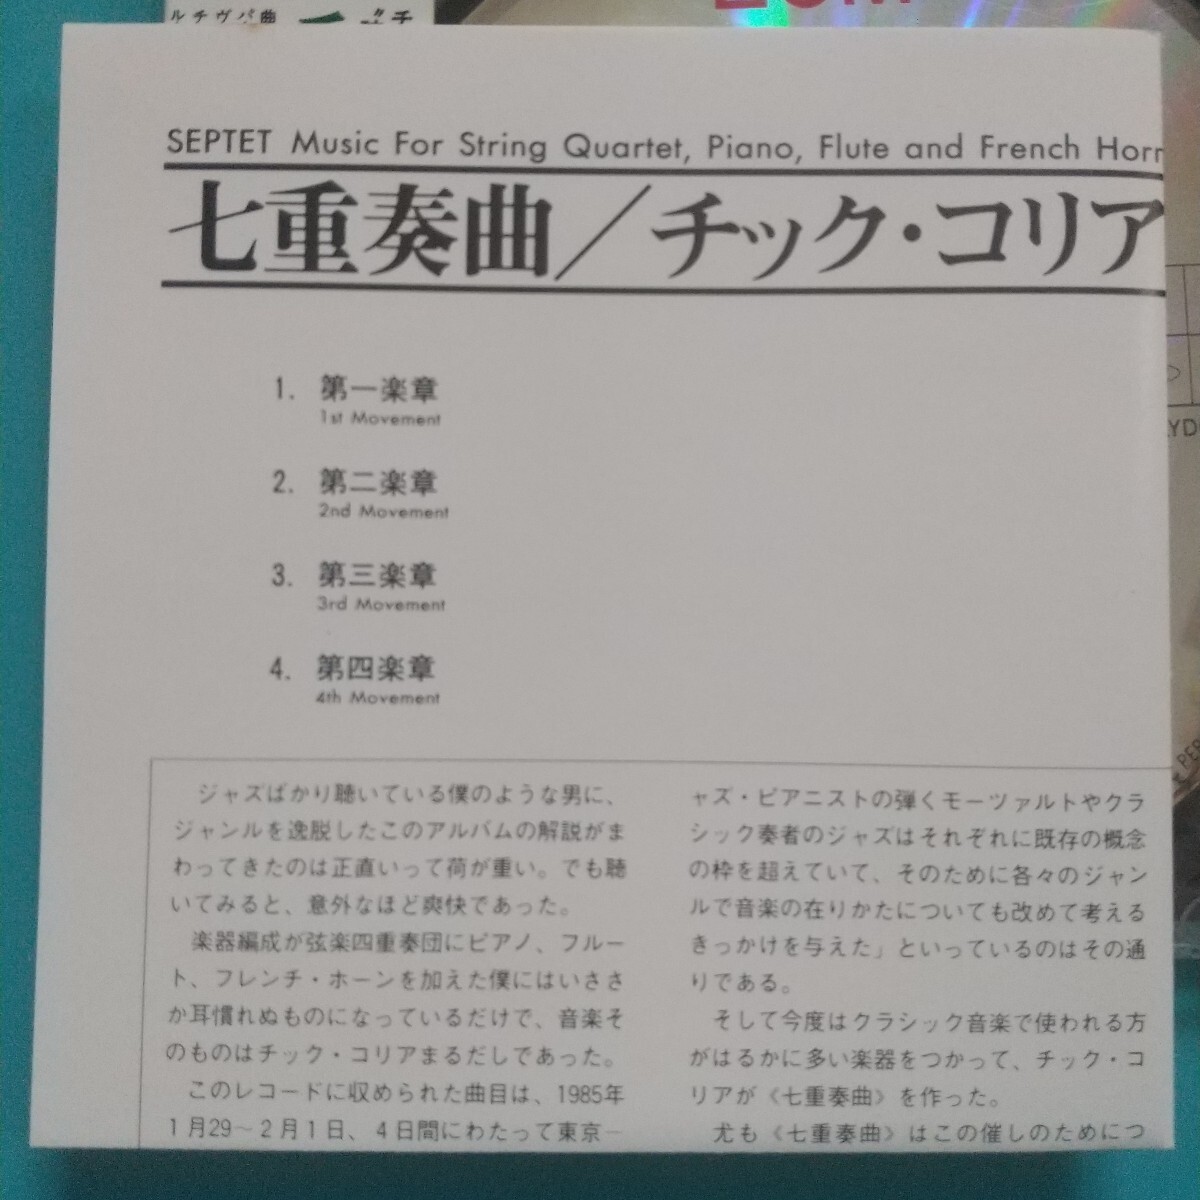 ルチヴパ曲
チック
ECM
SEPTET Music For String Quartet, Piano, Flute and French Horn
七重奏曲／チック・コリア
1. 第一楽章
1st Movement
2. 第二楽章
2nd Movement
3. 第三楽章
3rd Movement
4. 第四楽章
4th Movement
ジャズばかり聴いている僕のような男に、
ジャンルを逸脱したこのアルバムの解説がま
わってきたのは正直いって荷が重い。でも聴
いてみると、意外なほど爽快であった。
楽器編成が弦楽四重奏団にピアノ、フルー
ト、フレンチ・ホーンを加えた僕にはいささ
か耳慣れぬものになっているだけで、音楽そ
のものはチック・コリアまるだしであった。
このレコードに収められた曲目は、1985年
1月29～2月1日、4日間にわたって東京―
ャズ・ピアニストの弾くモーツァルトやクラ
シック奏者のジャズはそれぞれに既存の概念
の枠を超えていて、そのために各々のジャン
ルで音楽の在りかたについても改めて考える
きっかけを与えた」といっているのはその通
りである。
そして今度はクラシック音楽で使われる方
がはるかに多い楽器をつかって、チック・コ
リアが《七重奏曲》を作った。
尤も《七重奏曲》はこの催しのためにつ